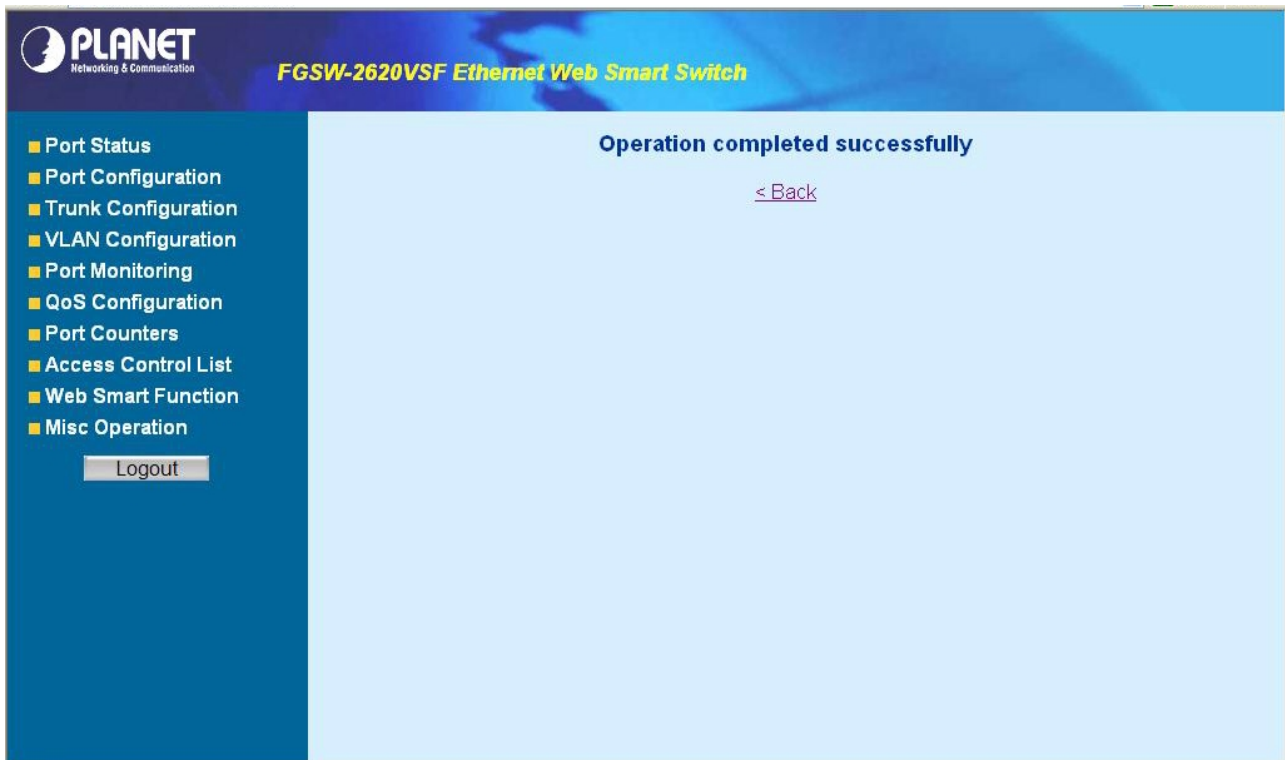 PLANET
Networking & Communication
FGSW-2620VSF Ethernet Web Smart Switch
Port Status
Port Configuration
Trunk Configuration
VLAN Configuration
Port Monitoring
QoS Configuration
Port Counters
Access Control List
Web Smart Function
Misc Operation
Logout
Operation completed successfully
< Back